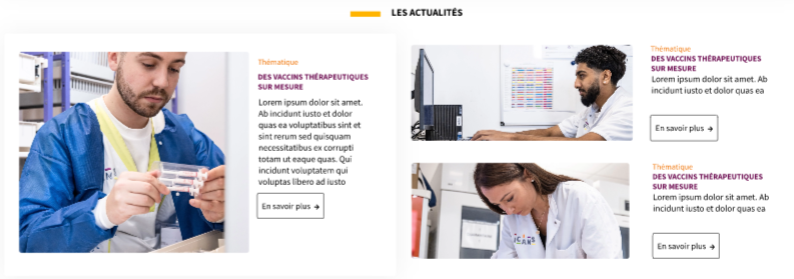 LES ACTUALITÉS
Thématique
DES VACCINS THÉRAPEUTIQUES
SUR MESURE
Lorem ipsum dolor sit amet.
Ab incidunt iusto et dolor
quas ea voluptatibus sint et
sint rerum sed quisquam
necessitatibus ex corrupti
totam ut eaque quas. Qui
incidunt voluptatem qui
voluptas libero ad iusto
En savoir plus →
Thématique
DES VACCINS THÉRAPEUTIQUES
SUR MESURE
Lorem ipsum dolor sit amet. Ab
incidunt iusto et dolor quas ea
En savoir plus →
Thématique
DES VACCINS THÉRAPEUTIQUES
SUR MESURE
Lorem ipsum dolor sit amet. Ab
incidunt iusto et dolor quas ea
En savoir plus →